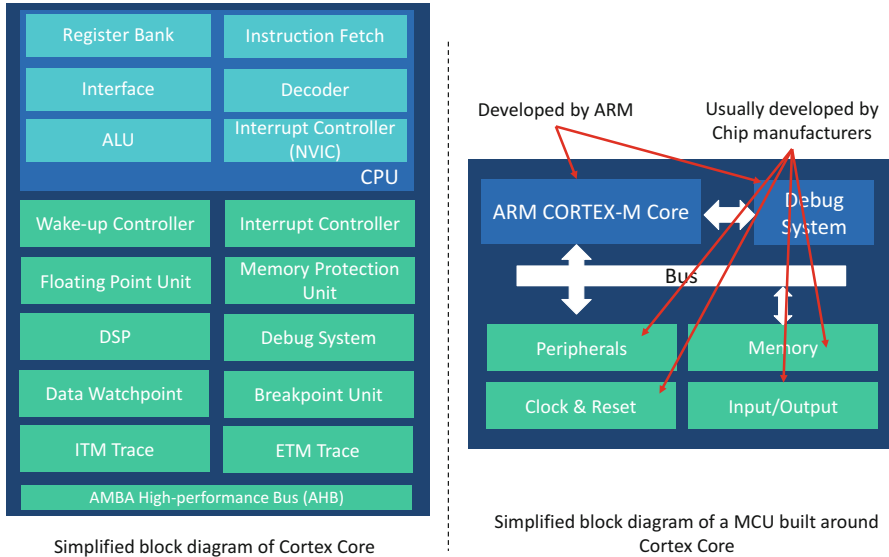 Register Bank
Instruction Fetch
Interface
Decoder
ALU
Interrupt Controller
(NVIC)
CPU
Wake-up Controller
Interrupt Controller
Floating Point Unit
Memory Protection
Unit
DSP
Debug System
Data Watchpoint
Breakpoint Unit
ITM Trace
ETM Trace
AMBA High-performance Bus (AHB)
Simplified block diagram of Cortex Core
Developed by ARM
Usually developed by
Chip manufacturers
ARM CORTEX-M Core
Debug
System
Bus
Peripherals
Memory
Clock & Reset
Input/Output
Simplified block diagram of a MCU built around
Cortex Core